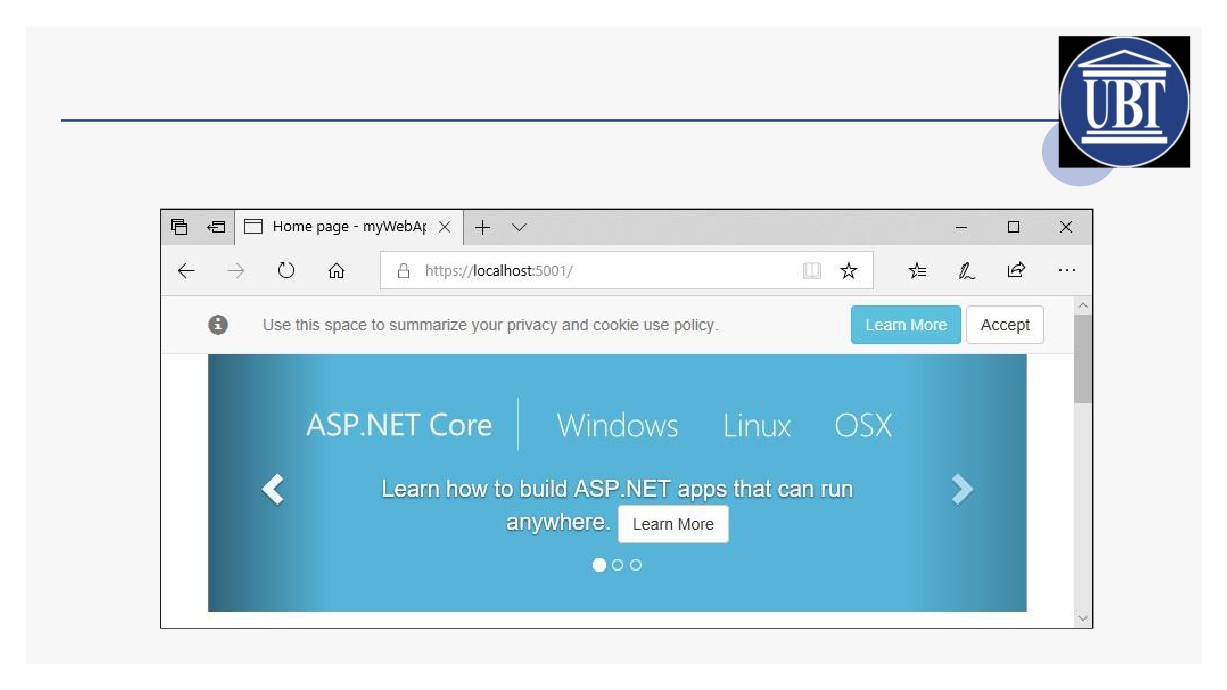 UBT
Home page - myWebAp
https://localhost:5001/
Use this space to summarize your privacy and cookie use policy.
Learn More
Accept
ASP.NET Core
Windows
Linux
OSX
Learn how to build ASP.NET apps that can run
anywhere.
Learn More